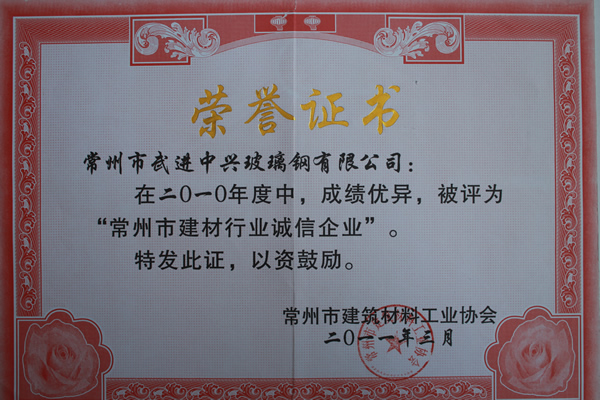 荣誉证书
常州市武进中兴玻璃钢有限公司：
在二0一0年度中，成绩优异，被评为
“常州市建材行业诚信企业”。
特发此证，以资鼓励。
常州市建筑材料工业协会
二0一一年三月